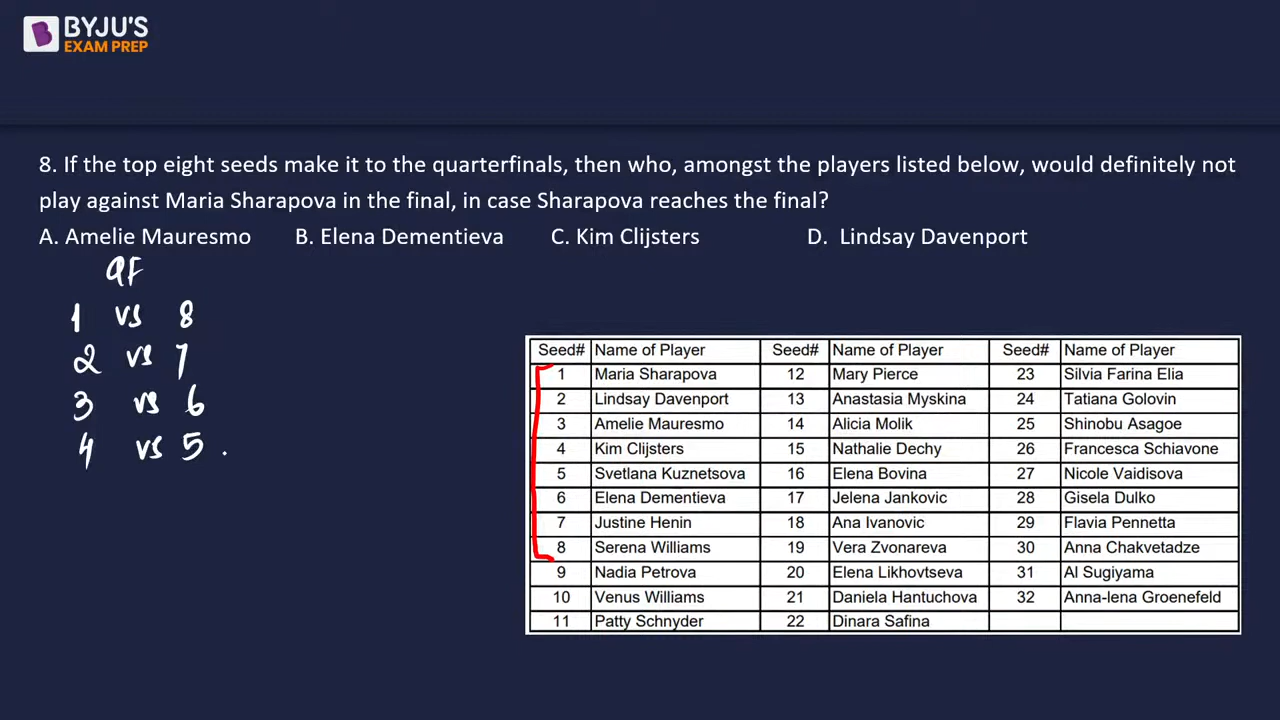 BYJU'S
EXAM PREP
8. If the top eight seeds make it to the quarterfinals, then who, amongst the players listed below, would definitely not
play against Maria Sharapova in the final, in case Sharapova reaches the final?
A. Amelie Mauresmo B. Elena Dementieva C. Kim Clijsters D. Lindsay Davenport
QF
1 vs 8
2 vs 7
3 vs 6
4 vs 5 .
Seed# Name of Player Seed# Name of Player Seed# Name of Player
1 Maria Sharapova 12 Mary Pierce 23 Silvia Farina Elia
2 Lindsay Davenport 13 Anastasia Myskina 24 Tatiana Golovin
3 Amelie Mauresmo 14 Alicia Molik 25 Shinobu Asagoe
4 Kim Clijsters 15 Nathalie Dechy 26 Francesca Schiavone
5 Svetlana Kuznetsova 16 Elena Bovina 27 Nicole Vaidisova
6 Elena Dementieva 17 Jelena Jankovic 28 Gisela Dulko
7 Justine Henin 18 Ana Ivanovic 29 Flavia Pennetta
8 Serena Williams 19 Vera Zvonareva 30 Anna Chakvetadze
9 Nadia Petrova 20 Elena Likhovtseva 31 Al Sugiyama
10 Venus Williams 21 Daniela Hantuchova 32 Anna-lena Groenefeld
11 Patty Schnyder 22 Dinara Safina